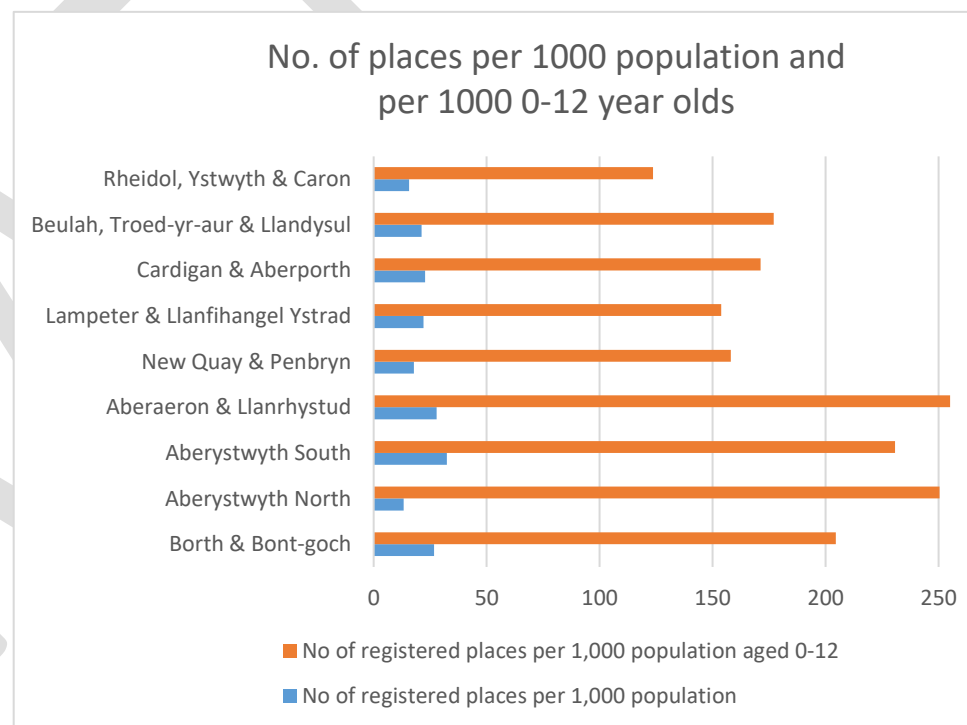 No. of places per 1000 population and
per 1000 0-12 year olds
Rheidol, Ystwyth & Caron
Beulah, Troed-yr-aur & Llandysul
Cardigan & Aberporth
Lampeter & Llanfihangel Ystrad
New Quay & Penbryn
Aberaeron & Llanrhystud
Aberystwyth South
Aberystwyth North
Borth & Bont-goch
0 50 100 150 200 250
No of registered places per 1,000 population aged 0-12
No of registered places per 1,000 population